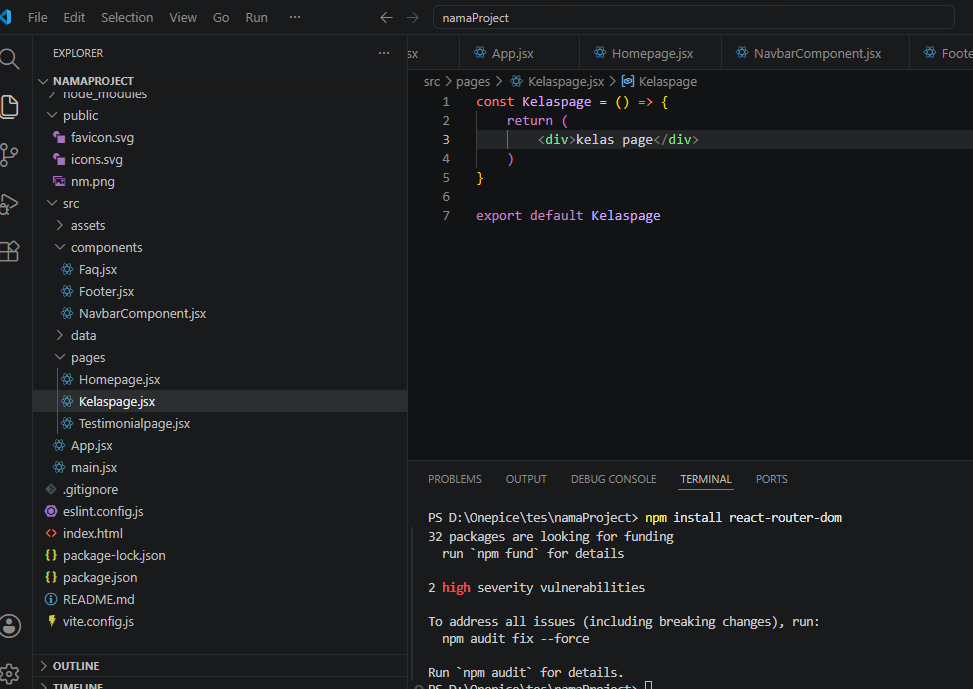 File Edit Selection View Go Run ··· ← → namaProject
EXPLORER ···
NAMAPROJECT
node_modules
public
favicon.svg
icons.svg
nm.png
src
assets
components
Faq.jsx
Footer.jsx
NavbarComponent.jsx
data
pages
Homepage.jsx
Kelaspage.jsx
Testimonialpage.jsx
App.jsx
main.jsx
.gitignore
eslint.config.js
index.html
package-lock.json
package.json
README.md
vite.config.js
OUTLINE
TIMELINE
sx App.jsx Homepage.jsx NavbarComponent.jsx Foote
src > pages > Kelaspage.jsx > Kelaspage
1 const Kelaspage = () => {
2 return (
3 <div>kelas page</div>
4 )
5 }
6
7 export default Kelaspage
PROBLEMS OUTPUT DEBUG CONSOLE TERMINAL PORTS
PS D:\Onepice\tes\namaProject> npm install react-router-dom
32 packages are looking for funding
run `npm fund` for details
2 high severity vulnerabilities
To address all issues (including breaking changes), run:
npm audit fix --force
Run `npm audit` for details.
PS D:\Onepice\tes\namaProject>